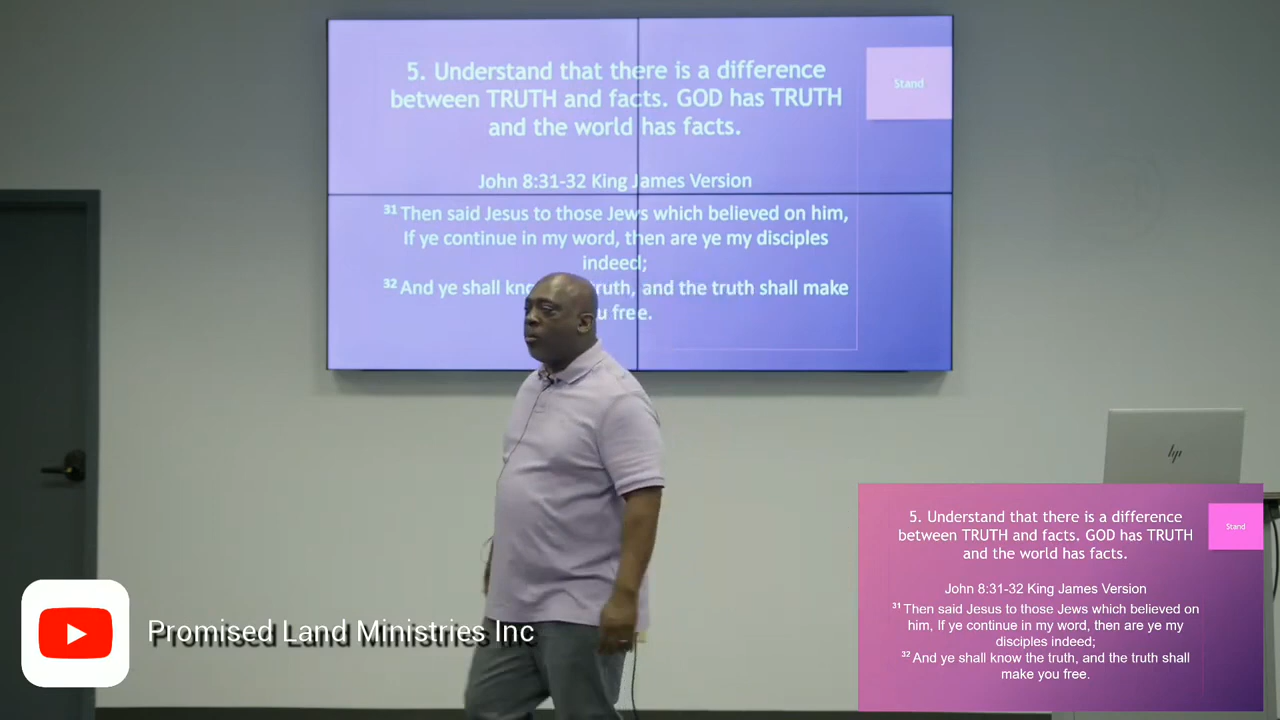 5. Understand that there is a difference
between TRUTH and facts. GOD has TRUTH
and the world has facts.
Stand
John 8:31-32 King James Version
31 Then said Jesus to those Jews which believed on him,
If ye continue in my word, then are ye my disciples
indeed;
32 And ye shall kno ruth, and the truth shall make
u free.
hp
5. Understand that there is a difference
between TRUTH and facts. GOD has TRUTH
and the world has facts.
Stand
John 8:31-32 King James Version
31 Then said Jesus to those Jews which believed on
him, If ye continue in my word, then are ye my
disciples indeed;
32 And ye shall know the truth, and the truth shall
make you free.
Promised Land Ministries Inc